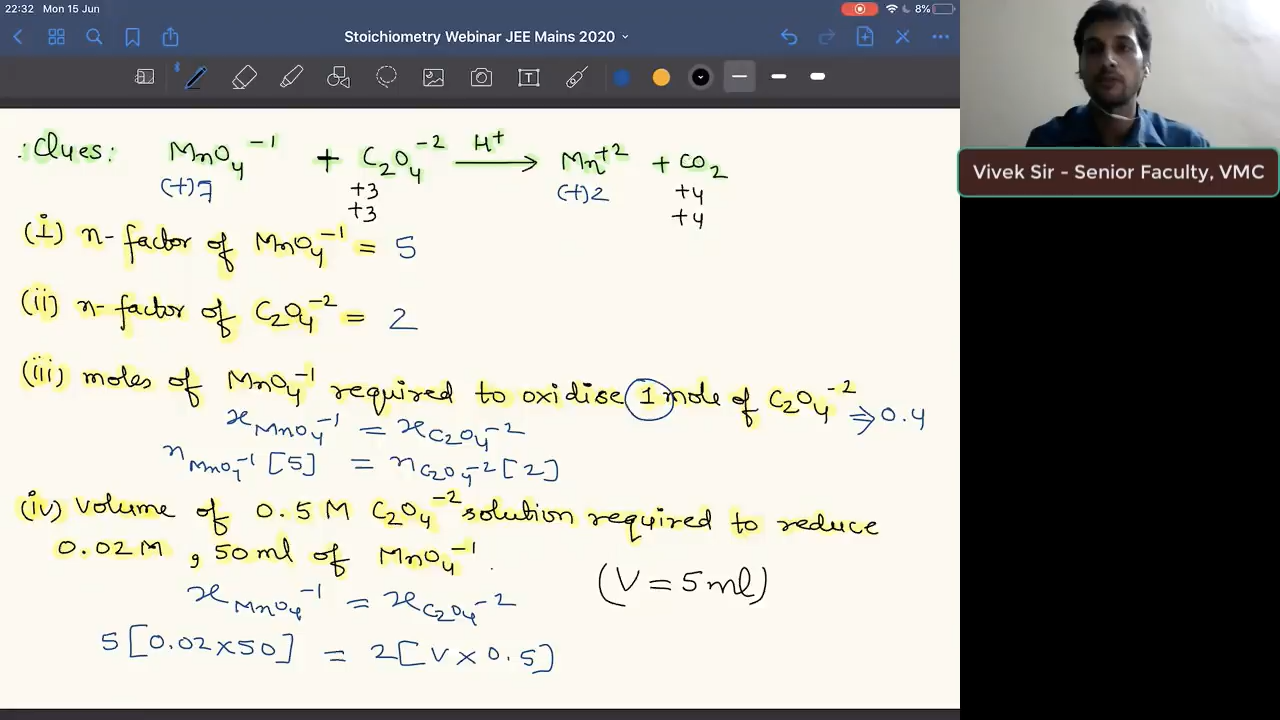 22:32 Mon 15 Jun
8%
Stoichiometry Webinar JEE Mains 2020
T
Vivek Sir - Senior Faculty, VMC
Clues: MnO₄⁻¹ + C₂O₄⁻² H⁺ → Mn⁺² + CO₂
(+)7 +3 (+)2 +4
+3 +4
(i) n-factor of MnO₄⁻¹ = 5
(ii) n-factor of C₂O₄⁻² = 2
(iii) moles of MnO₄⁻¹ required to oxidise 1 mole of C₂O₄⁻² ⇒ 0.4
x MnO₄⁻¹ = x C₂O₄⁻²
n MnO₄⁻¹ [5] = n C₂O₄⁻² [2]
(iv) volume of 0.5 M C₂O₄⁻² solution required to reduce
0.02 M , 50 ml of MnO₄⁻¹.
(V = 5 ml)
x MnO₄⁻¹ = x C₂O₄⁻²
5 [0.02 × 50] = 2 [V × 0.5]